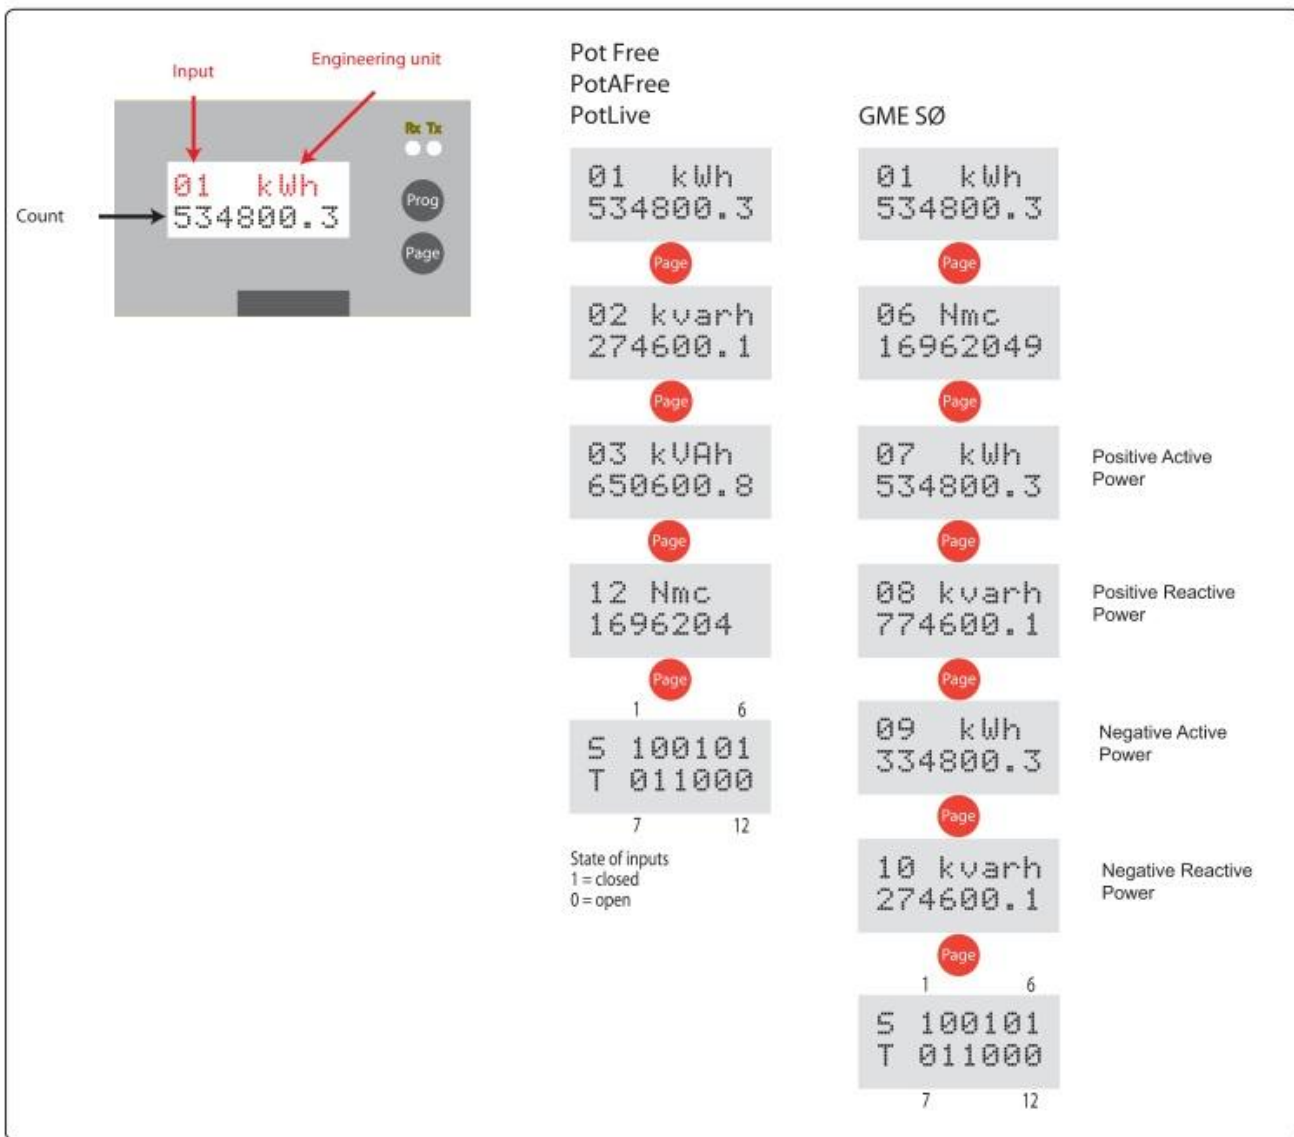 Input
Engineering unit
Rx Tx
01 kWh
534800.3
Count
Prog
Page
Pot Free
PotAFree
PotLive
01 kWh
534800.3
Page
02 kvarh
274600.1
Page
03 kVAh
650600.8
Page
12 Nmc
1696204
Page
1 6
S 100101
T 011000
7 12
State of inputs
1 = closed
0 = open
GME SØ
01 kWh
534800.3
Page
06 Nmc
16962049
Page
07 kWh
534800.3
Positive Active
Power
Page
08 kvarh
774600.1
Positive Reactive
Power
Page
09 kWh
334800.3
Negative Active
Power
Page
10 kvarh
274600.1
Negative Reactive
Power
Page
1 6
S 100101
T 011000
7 12